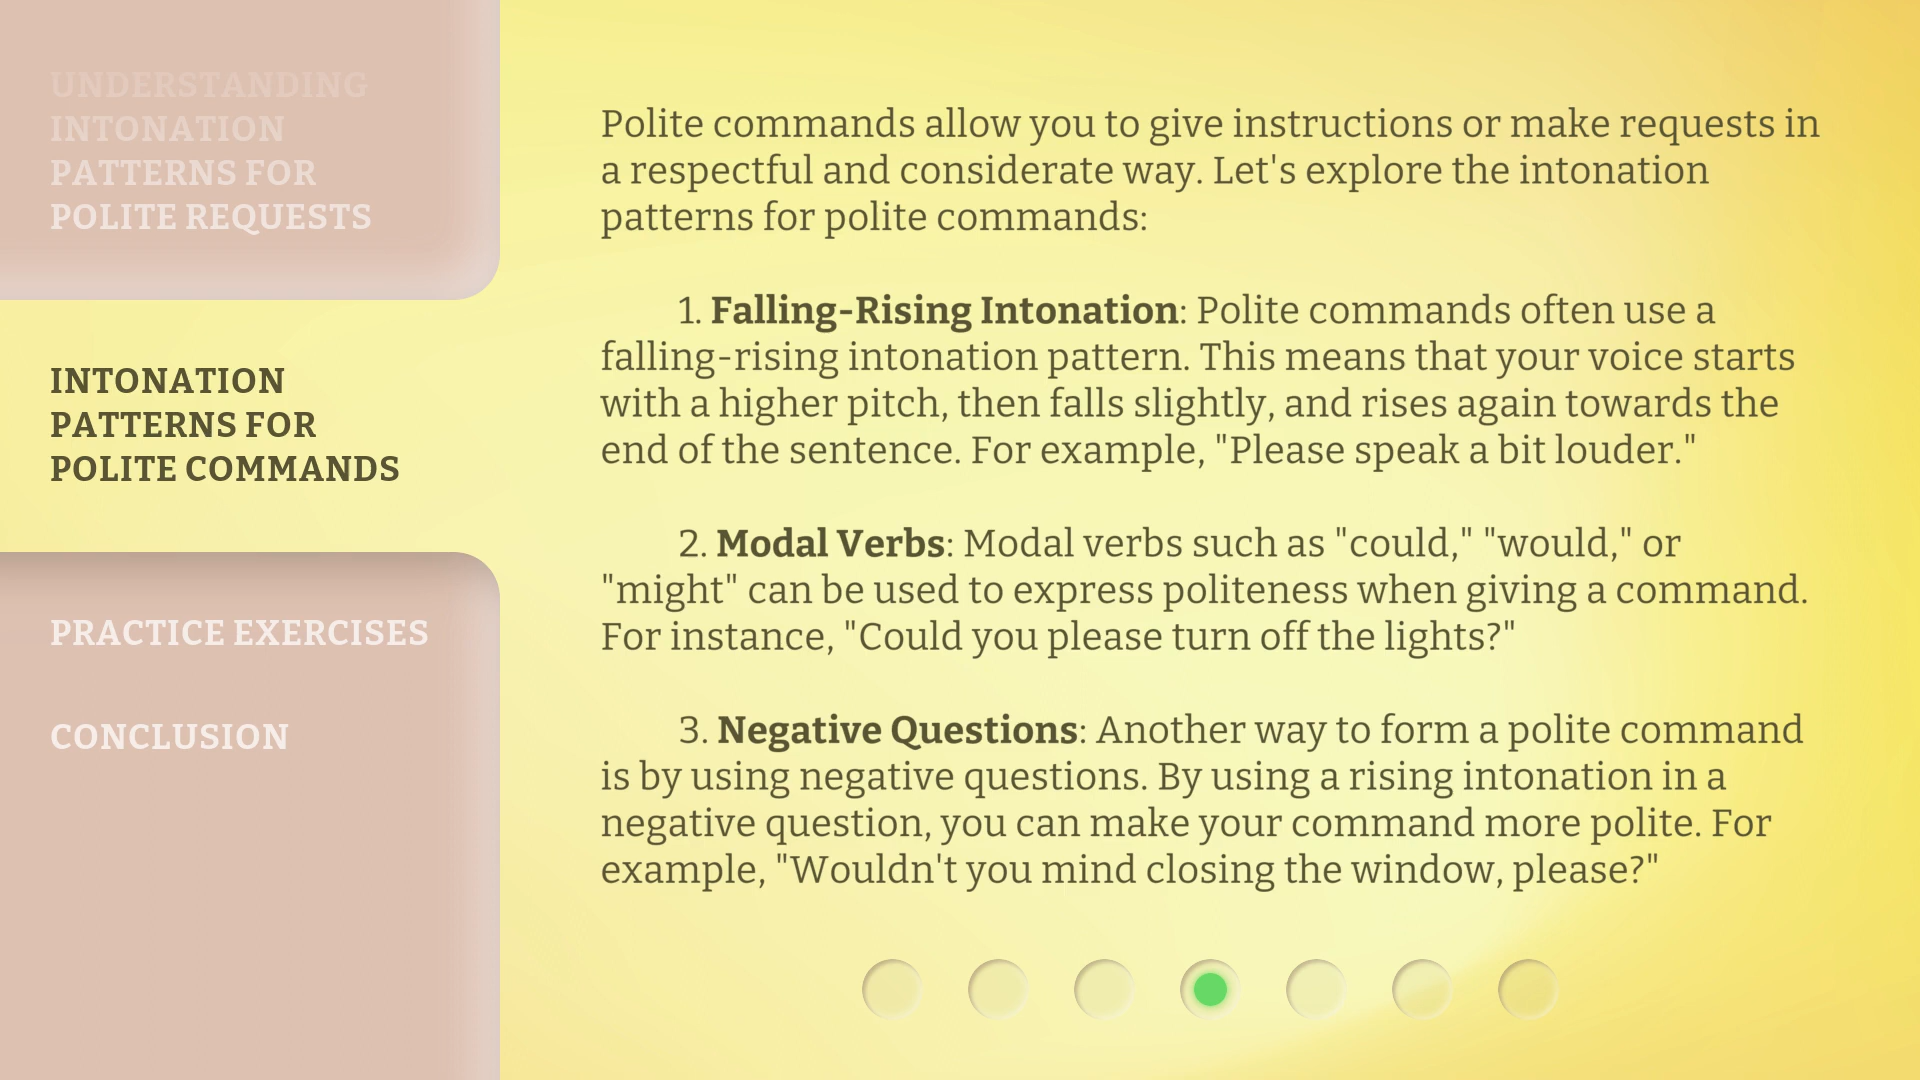 UNDERSTANDING
INTONATION
PATTERNS FOR
POLITE REQUESTS
INTONATION
PATTERNS FOR
POLITE COMMANDS
PRACTICE EXERCISES
CONCLUSION
Polite commands allow you to give instructions or make requests in
a respectful and considerate way. Let's explore the intonation
patterns for polite commands:
1. Falling-Rising Intonation: Polite commands often use a
falling-rising intonation pattern. This means that your voice starts
with a higher pitch, then falls slightly, and rises again towards the
end of the sentence. For example, "Please speak a bit louder."
2. Modal Verbs: Modal verbs such as "could," "would," or
"might" can be used to express politeness when giving a command.
For instance, "Could you please turn off the lights?"
3. Negative Questions: Another way to form a polite command
is by using negative questions. By using a rising intonation in a
negative question, you can make your command more polite. For
example, "Wouldn't you mind closing the window, please?"